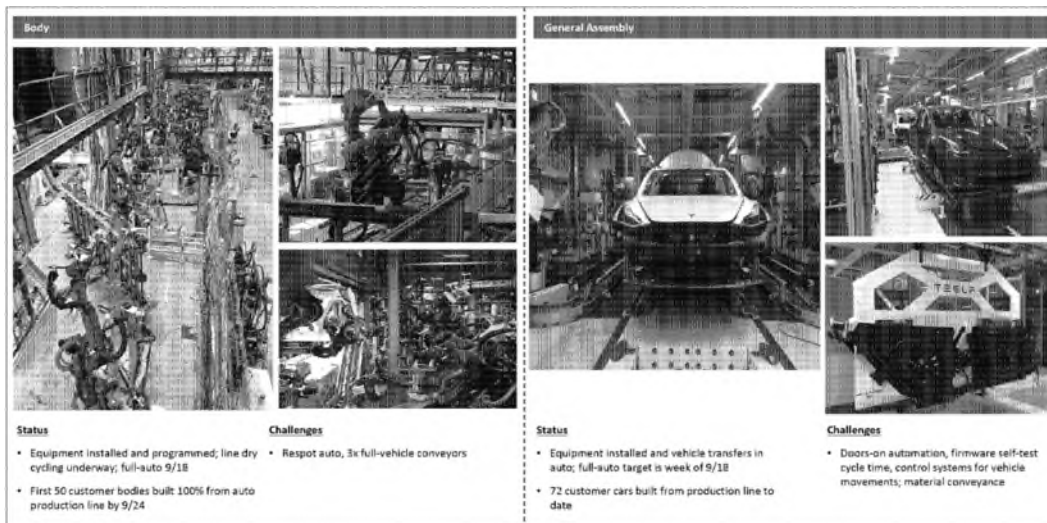 Body
Status
• Equipment installed and programmed; line dry
cycling underway; full-auto 9/18
• First 50 customer bodies built 100% from auto
production line by 9/24
Challenges
• Respot auto, 3x full-vehicle conveyors
General Assembly
TESLA
Status
• Equipment installed and vehicle transfers in
auto; full-auto target is week of 9/18
• 72 customer cars built from production line to
date
Challenges
• Doors-on automation, firmware self-test
cycle time, control systems for vehicle
movements; material conveyance